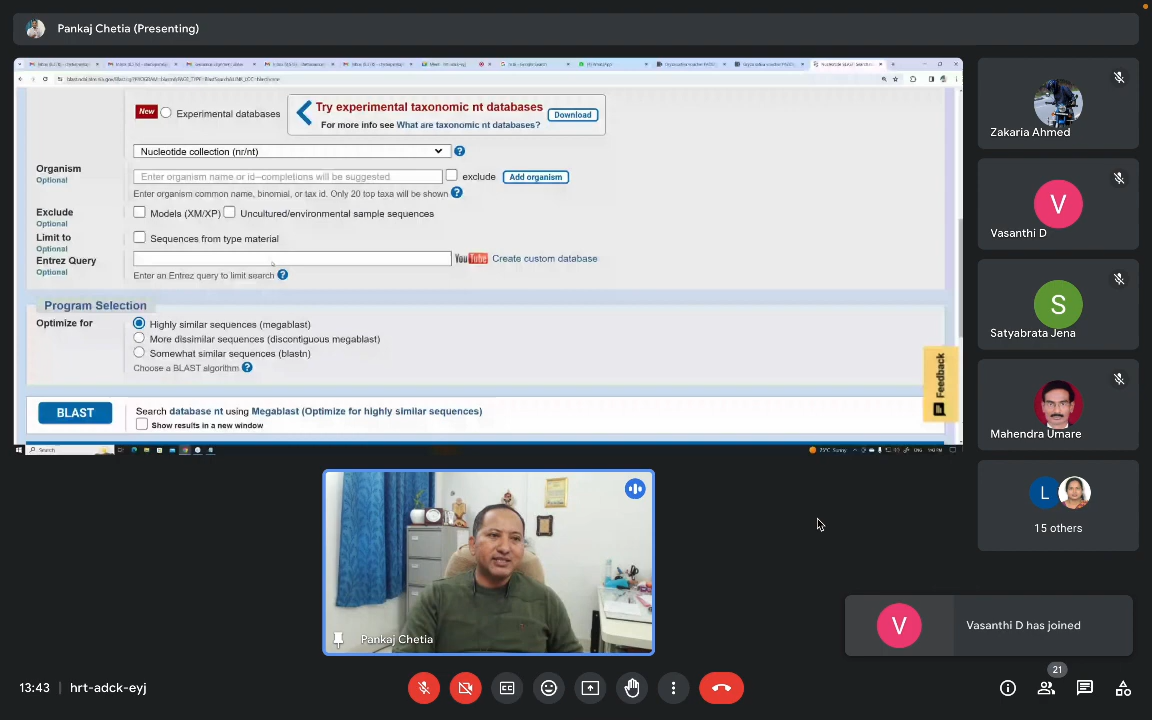 Pankaj Chetia (Presenting)
New
Experimental databases
Try experimental taxonomic nt databases
For more info see What are taxonomic nt databases?
Download
Nucleotide collection (nr/nt)
Organism
Optional
Enter organism name or id--completions will be suggested
exclude
Add organism
Enter organism common name, binomial, or tax id. Only 20 top taxa will be shown
Exclude
Optional
Models (XM/XP)
Uncultured/environmental sample sequences
Limit to
Optional
Sequences from type material
Entrez Query
Optional
YouTube
Create custom database
Enter an Entrez query to limit search
Program Selection
Optimize for
Highly similar sequences (megablast)
More dissimilar sequences (discontiguous megablast)
Somewhat similar sequences (blastn)
Choose a BLAST algorithm
Feedback
BLAST
Search database nt using Megablast (Optimize for highly similar sequences)
Show results in a new window
Search
Zakaria Ahmed
V
Vasanthi D
S
Satyabrata Jena
Mahendra Umare
L
15 others
Pankaj Chetia
V
Vasanthi D has joined
21
13:43 | hrt-adck-eyj